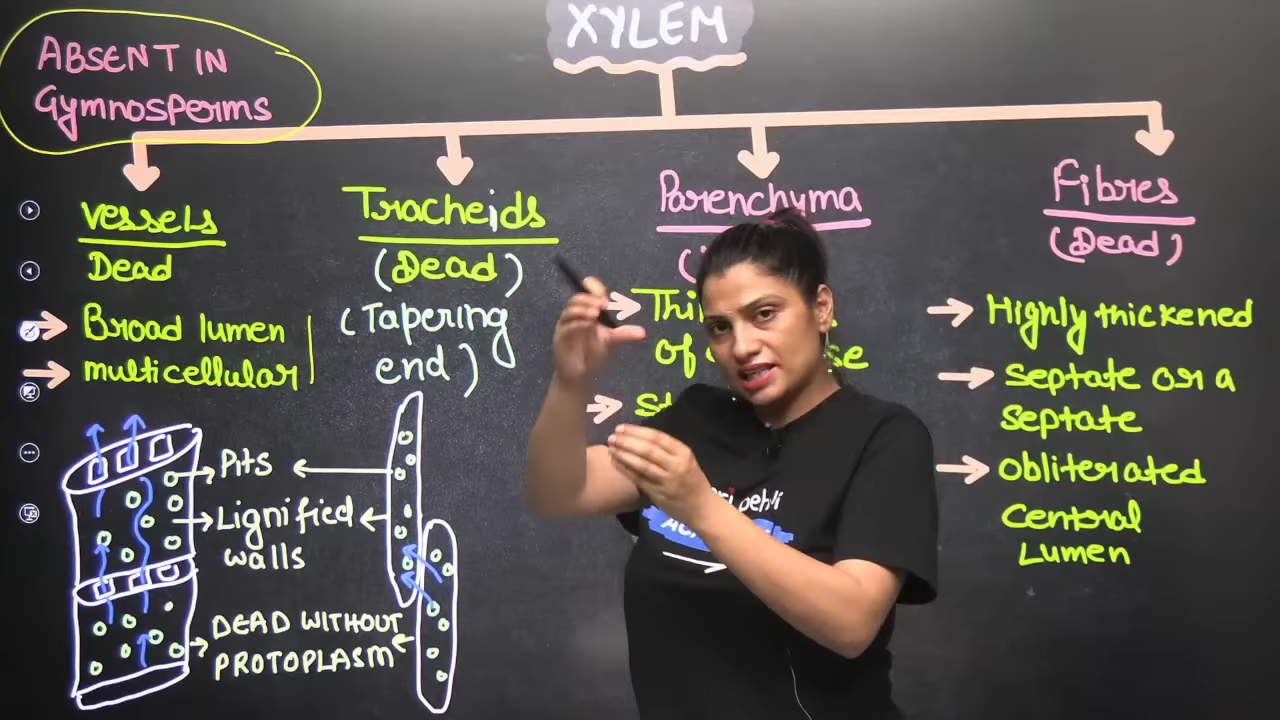 XYLEM
ABSENT IN
Gymnosperms
Vessels
Dead
Broad lumen
multicellular
Tracheids
(Dead)
(Tapering
end)
Parenchyma
of
Fibres
(Dead)
Highly thickened
Septate or a
septate
Obliterated
Central
Lumen
Pits
Lignified
walls
DEAD WITHOUT
PROTOPLASM